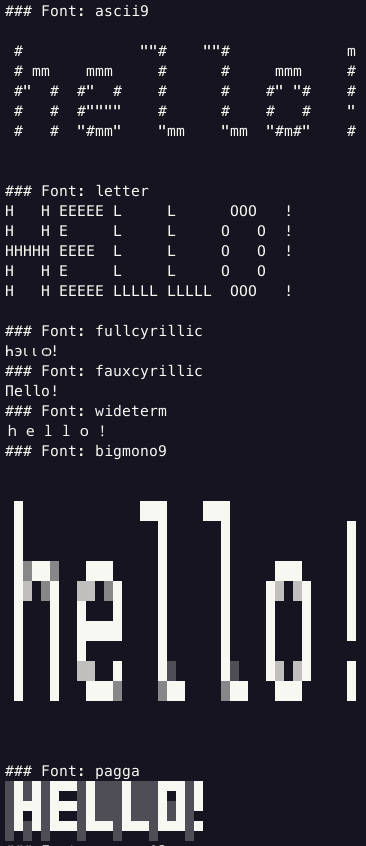 ### Font: ascii9
 #             ""#    ""#             m
 # mm    mmm     #      #     mmm     #
 #"  #  #"  #    #      #    #" "#    #
 #   #  #""""    #      #    #   #    "
 #   #  "#mm"    "mm    "mm  "#m#"    #
### Font: letter
H   H EEEEE L     L      OOO   !
H   H E     L     L     O   O  !
HHHHH EEEE  L     L     O   O  !
H   H E     L     L     O   O
H   H EEEEE LLLLL LLLLL  OOO   !
### Font: fullcyrillic
### Font: fauxcyrillic
Пello!
### Font: wideterm
ｈｅｌｌｏ！
### Font: bigmono9
hello!
### Font: pagga
HELLO!